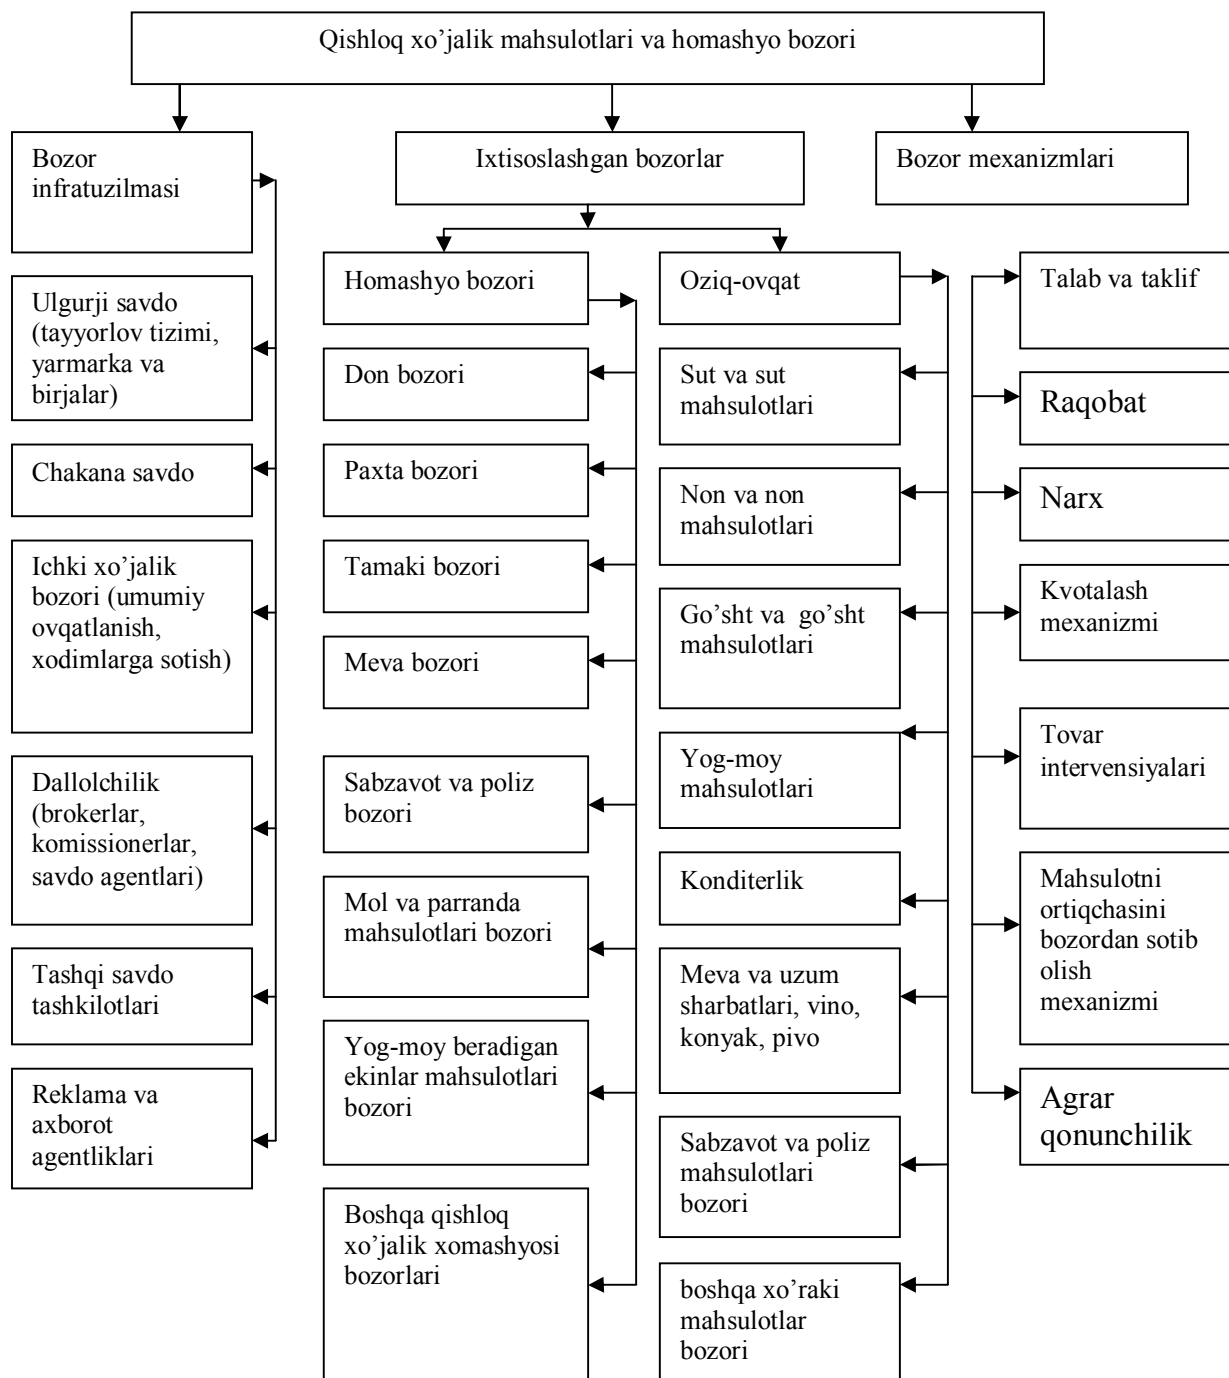 Qishloq xo’jalik mahsulotlari va homashyo bozori
Bozor
infratuzilmasi
Ixtisoslashgan bozorlar
Bozor mexanizmlari
Ulgurji savdo
(tayyorlov tizimi,
yarmarka va
birjalar)
Chakana savdo
Ichki xo’jalik
bozori (umumiy
ovqatlanish,
xodimlarga sotish)
Dallolchilik
(brokerlar,
komissionerlar,
savdo agentlari)
Tashqi savdo
tashkilotlari
Reklama va
axborot
agentliklari
Homashyo bozori
Don bozori
Paxta bozori
Tamaki bozori
Meva bozori
Sabzavot va poliz
bozori
Mol va parranda
mahsulotlari bozori
Yog-moy beradigan
ekinlar mahsulotlari
bozori
Boshqa qishloq
xo’jalik xomashyosi
bozorlari
Oziq-ovqat
Sut va sut
mahsulotlari
Non va non
mahsulotlari
Go’sht va go’sht
mahsulotlari
Yog-moy
mahsulotlari
Konditerlik
Meva va uzum
sharbatlari, vino,
konyak, pivo
Sabzavot va poliz
mahsulotlari
bozori
boshqa xo’raki
mahsulotlar
bozori
Talab va taklif
Raqobat
Narx
Kvotalash
mexanizmi
Tovar
intervensiyalari
Mahsulotni
ortiqchasini
bozordan sotib
olish
mexanizmi
Agrar
qonunchilik